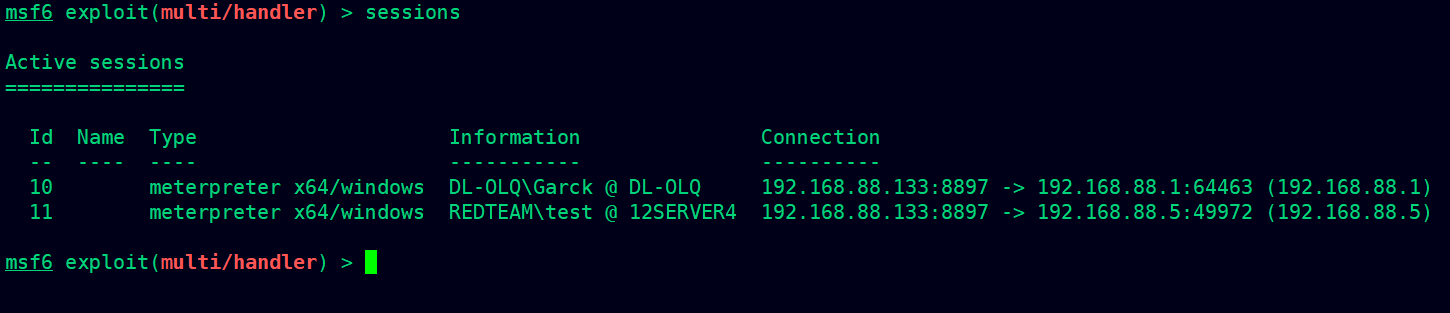 msf6 exploit(multi/handler) > sessions
Active sessions
===============
Id Name Type Information Connection
-- ---- ---- ----------- ----------
10 meterpreter x64/windows DL-OLQ\Garck @ DL-OLQ 192.168.88.133:8897 -> 192.168.88.1:64463 (192.168.88.1)
11 meterpreter x64/windows REDTEAM\test @ 12SERVER4 192.168.88.133:8897 -> 192.168.88.5:49972 (192.168.88.5)
msf6 exploit(multi/handler) >